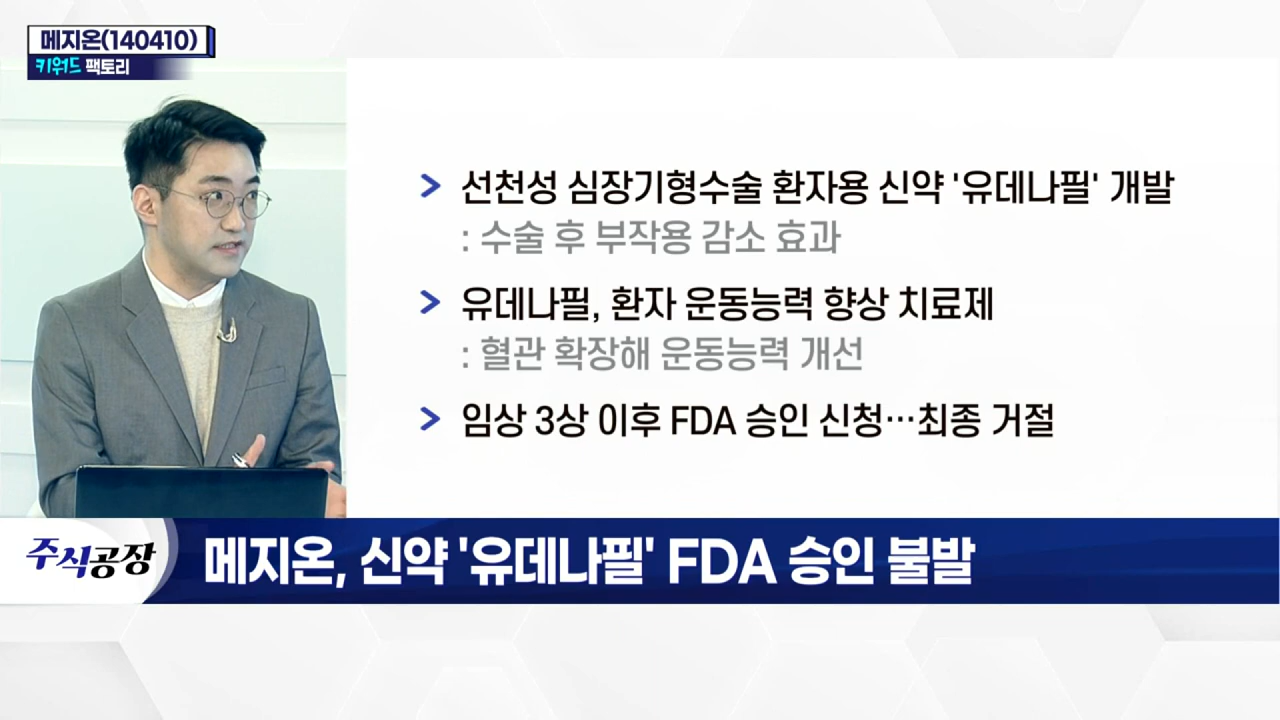 메지온(140410)
키워드 팩토리
> 선천성 심장기형수술 환자용 신약 '유데나필' 개발
: 수술 후 부작용 감소 효과
> 유데나필, 환자 운동능력 향상 치료제
: 혈관 확장해 운동능력 개선
> 임상 3상 이후 FDA 승인 신청…최종 거절
주식공장
메지온, 신약 '유데나필' FDA 승인 불발